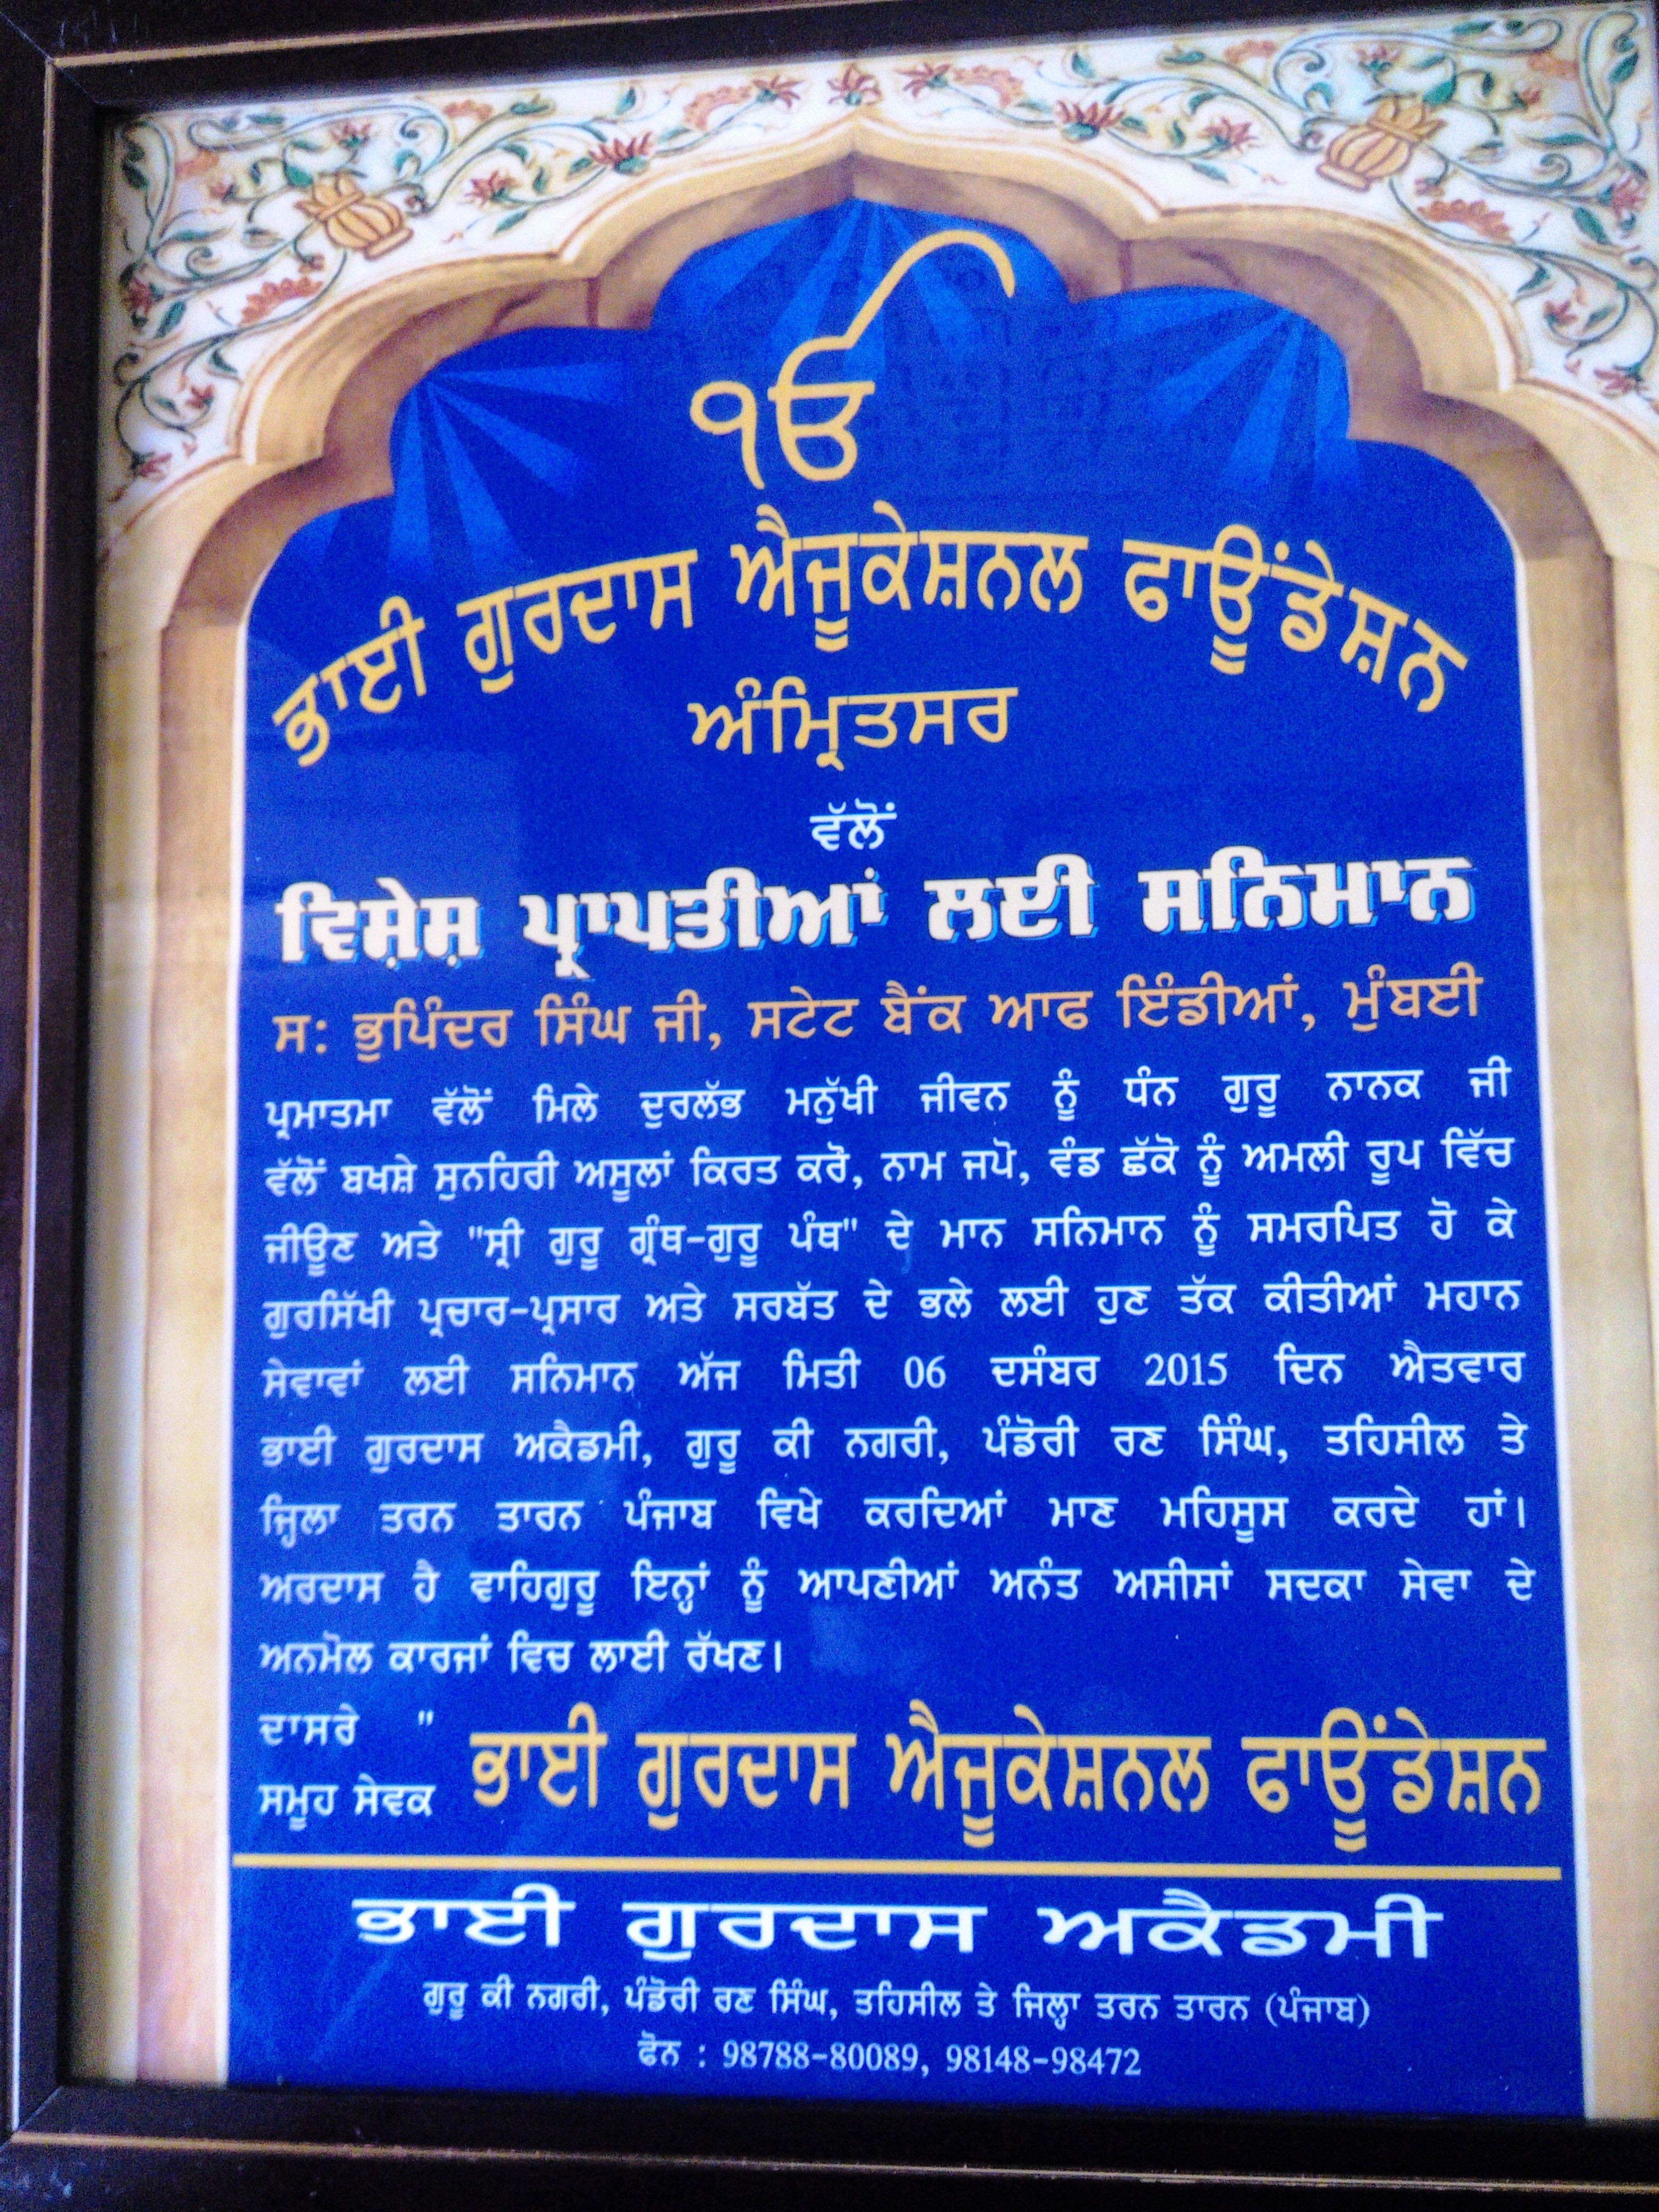 ੴ
ਭਾਈ ਗੁਰਦਾਸ ਐਜੂਕੇਸ਼ਨਲ ਫਾਊਂਡੇਸ਼ਨ
ਅੰਮ੍ਰਿਤਸਰ
ਵੱਲੋਂ
ਵਿਸ਼ੇਸ਼ ਪ੍ਰਾਪਤੀਆਂ ਲਈ ਸਨਿਮਾਨ
ਸ: ਭੁਪਿੰਦਰ ਸਿੰਘ ਜੀ, ਸਟੇਟ ਬੈਂਕ ਆਫ ਇੰਡੀਆਂ, ਮੁੰਬਈ
ਪ੍ਰਮਾਤਮਾ ਵੱਲੋਂ ਮਿਲੇ ਦੁਰਲੱਭ ਮਨੁੱਖੀ ਜੀਵਨ ਨੂੰ ਧੰਨ ਗੁਰੂ ਨਾਨਕ ਜੀ
ਵੱਲੋਂ ਬਖਸ਼ੇ ਸੁਨਹਿਰੀ ਅਸੂਲਾਂ ਕਿਰਤ ਕਰੋ, ਨਾਮ ਜਪੋ, ਵੰਡ ਛੱਕੋ ਨੂੰ ਅਮਲੀ ਰੂਪ ਵਿੱਚ
ਜੀਊਣ ਅਤੇ "ਸ੍ਰੀ ਗੁਰੂ ਗ੍ਰੰਥ-ਗੁਰੂ ਪੰਥ" ਦੇ ਮਾਨ ਸਨਿਮਾਨ ਨੂੰ ਸਮਰਪਿਤ ਹੋ ਕੇ
ਗੁਰਸਿੱਖੀ ਪ੍ਰਚਾਰ-ਪ੍ਰਸਾਰ ਅਤੇ ਸਰਬੱਤ ਦੇ ਭਲੇ ਲਈ ਹੁਣ ਤੱਕ ਕੀਤੀਆਂ ਮਹਾਨ
ਸੇਵਾਵਾਂ ਲਈ ਸਨਿਮਾਨ ਅੱਜ ਮਿਤੀ 06 ਦਸੰਬਰ 2015 ਦਿਨ ਐਤਵਾਰ
ਭਾਈ ਗੁਰਦਾਸ ਅਕੈਡਮੀ, ਗੁਰੂ ਕੀ ਨਗਰੀ, ਪੰਡੋਰੀ ਰਣ ਸਿੰਘ, ਤਹਿਸੀਲ ਤੇ
ਜ੍ਹਿਲਾ ਤਰਨ ਤਾਰਨ ਪੰਜਾਬ ਵਿਖੇ ਕਰਦਿਆਂ ਮਾਣ ਮਹਿਸੂਸ ਕਰਦੇ ਹਾਂ।
ਅਰਦਾਸ ਹੈ ਵਾਹਿਗੁਰੂ ਇਨ੍ਹਾਂ ਨੂੰ ਆਪਣੀਆਂ ਅਨੰਤ ਅਸੀਸਾਂ ਸਦਕਾ ਸੇਵਾ ਦੇ
ਅਨਮੋਲ ਕਾਰਜਾਂ ਵਿਚ ਲਾਈ ਰੱਖਣ।
ਦਾਸਰੇ "
ਸਮੂਹ ਸੇਵਕ ਭਾਈ ਗੁਰਦਾਸ ਐਜੂਕੇਸ਼ਨਲ ਫਾਊਂਡੇਸ਼ਨ
ਭਾਈ ਗੁਰਦਾਸ ਅਕੈਡਮੀ
ਗੁਰੂ ਕੀ ਨਗਰੀ, ਪੰਡੋਰੀ ਰਣ ਸਿੰਘ, ਤਹਿਸੀਲ ਤੇ ਜਿਲ੍ਹਾ ਤਰਨ ਤਾਰਨ (ਪੰਜਾਬ)
ਫੋਨ : 98788-80089, 98148-98472